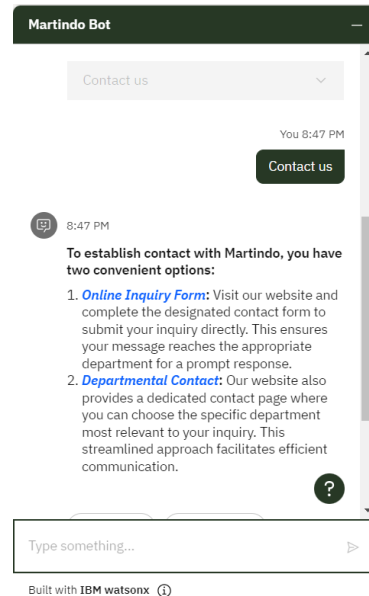 Martindo Bot
Contact us
You 8:47 PM
Contact us
8:47 PM
To establish contact with Martindo, you have
two convenient options:
1. Online Inquiry Form: Visit our website and
complete the designated contact form to
submit your inquiry directly. This ensures
your message reaches the appropriate
department for a prompt response.
2. Departmental Contact: Our website also
provides a dedicated contact page where
you can choose the specific department
most relevant to your inquiry. This
streamlined approach facilitates efficient
communication.
?
Type something...
Built with IBM watsonx